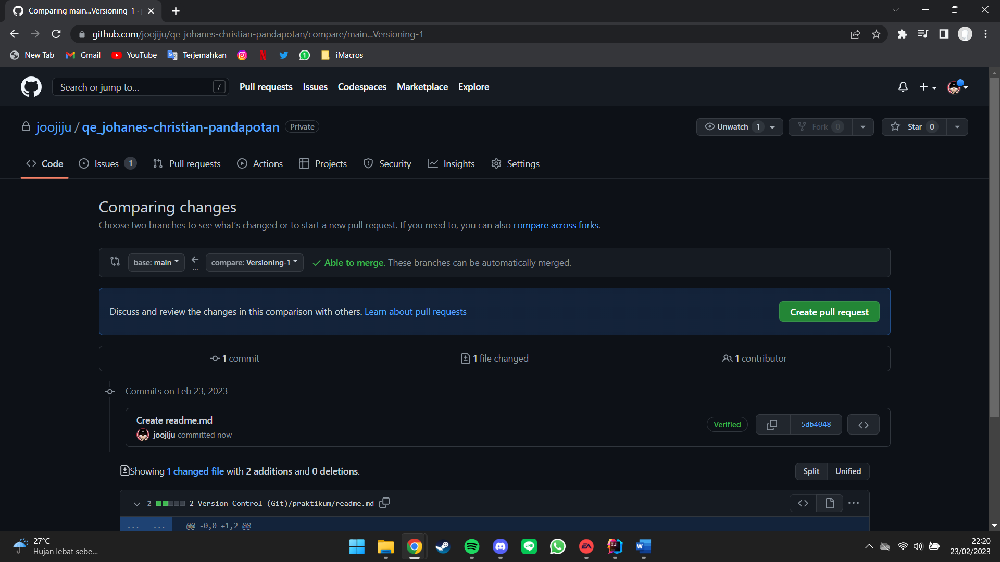 Comparing main...Versioning-1 · j
github.com/joojiju/qe_johanes-christian-pandapotan/compare/main...Versioning-1
New Tab Gmail YouTube Terjemahkan 1 iMacros
Search or jump to... / Pull requests Issues Codespaces Marketplace Explore
joojiju / qe_johanes-christian-pandapotan Private Unwatch 1 Fork 0 Star 0
Code Issues 1 Pull requests Actions Projects Security Insights Settings
Comparing changes
Choose two branches to see what's changed or to start a new pull request. If you need to, you can also compare across forks.
base: main ... compare: Versioning-1 Able to merge. These branches can be automatically merged.
Discuss and review the changes in this comparison with others. Learn about pull requests Create pull request
1 commit 1 file changed 1 contributor
Commits on Feb 23, 2023
Create readme.md
joojiju committed now Verified 5db4048
Showing 1 changed file with 2 additions and 0 deletions. Split Unified
2 2_Version Control (Git)/praktikum/readme.md
... ... @@ -0,0 +1,2 @@
27°C
Hujan lebat sebe...
LINE EA IJ W
22:20
23/02/2023